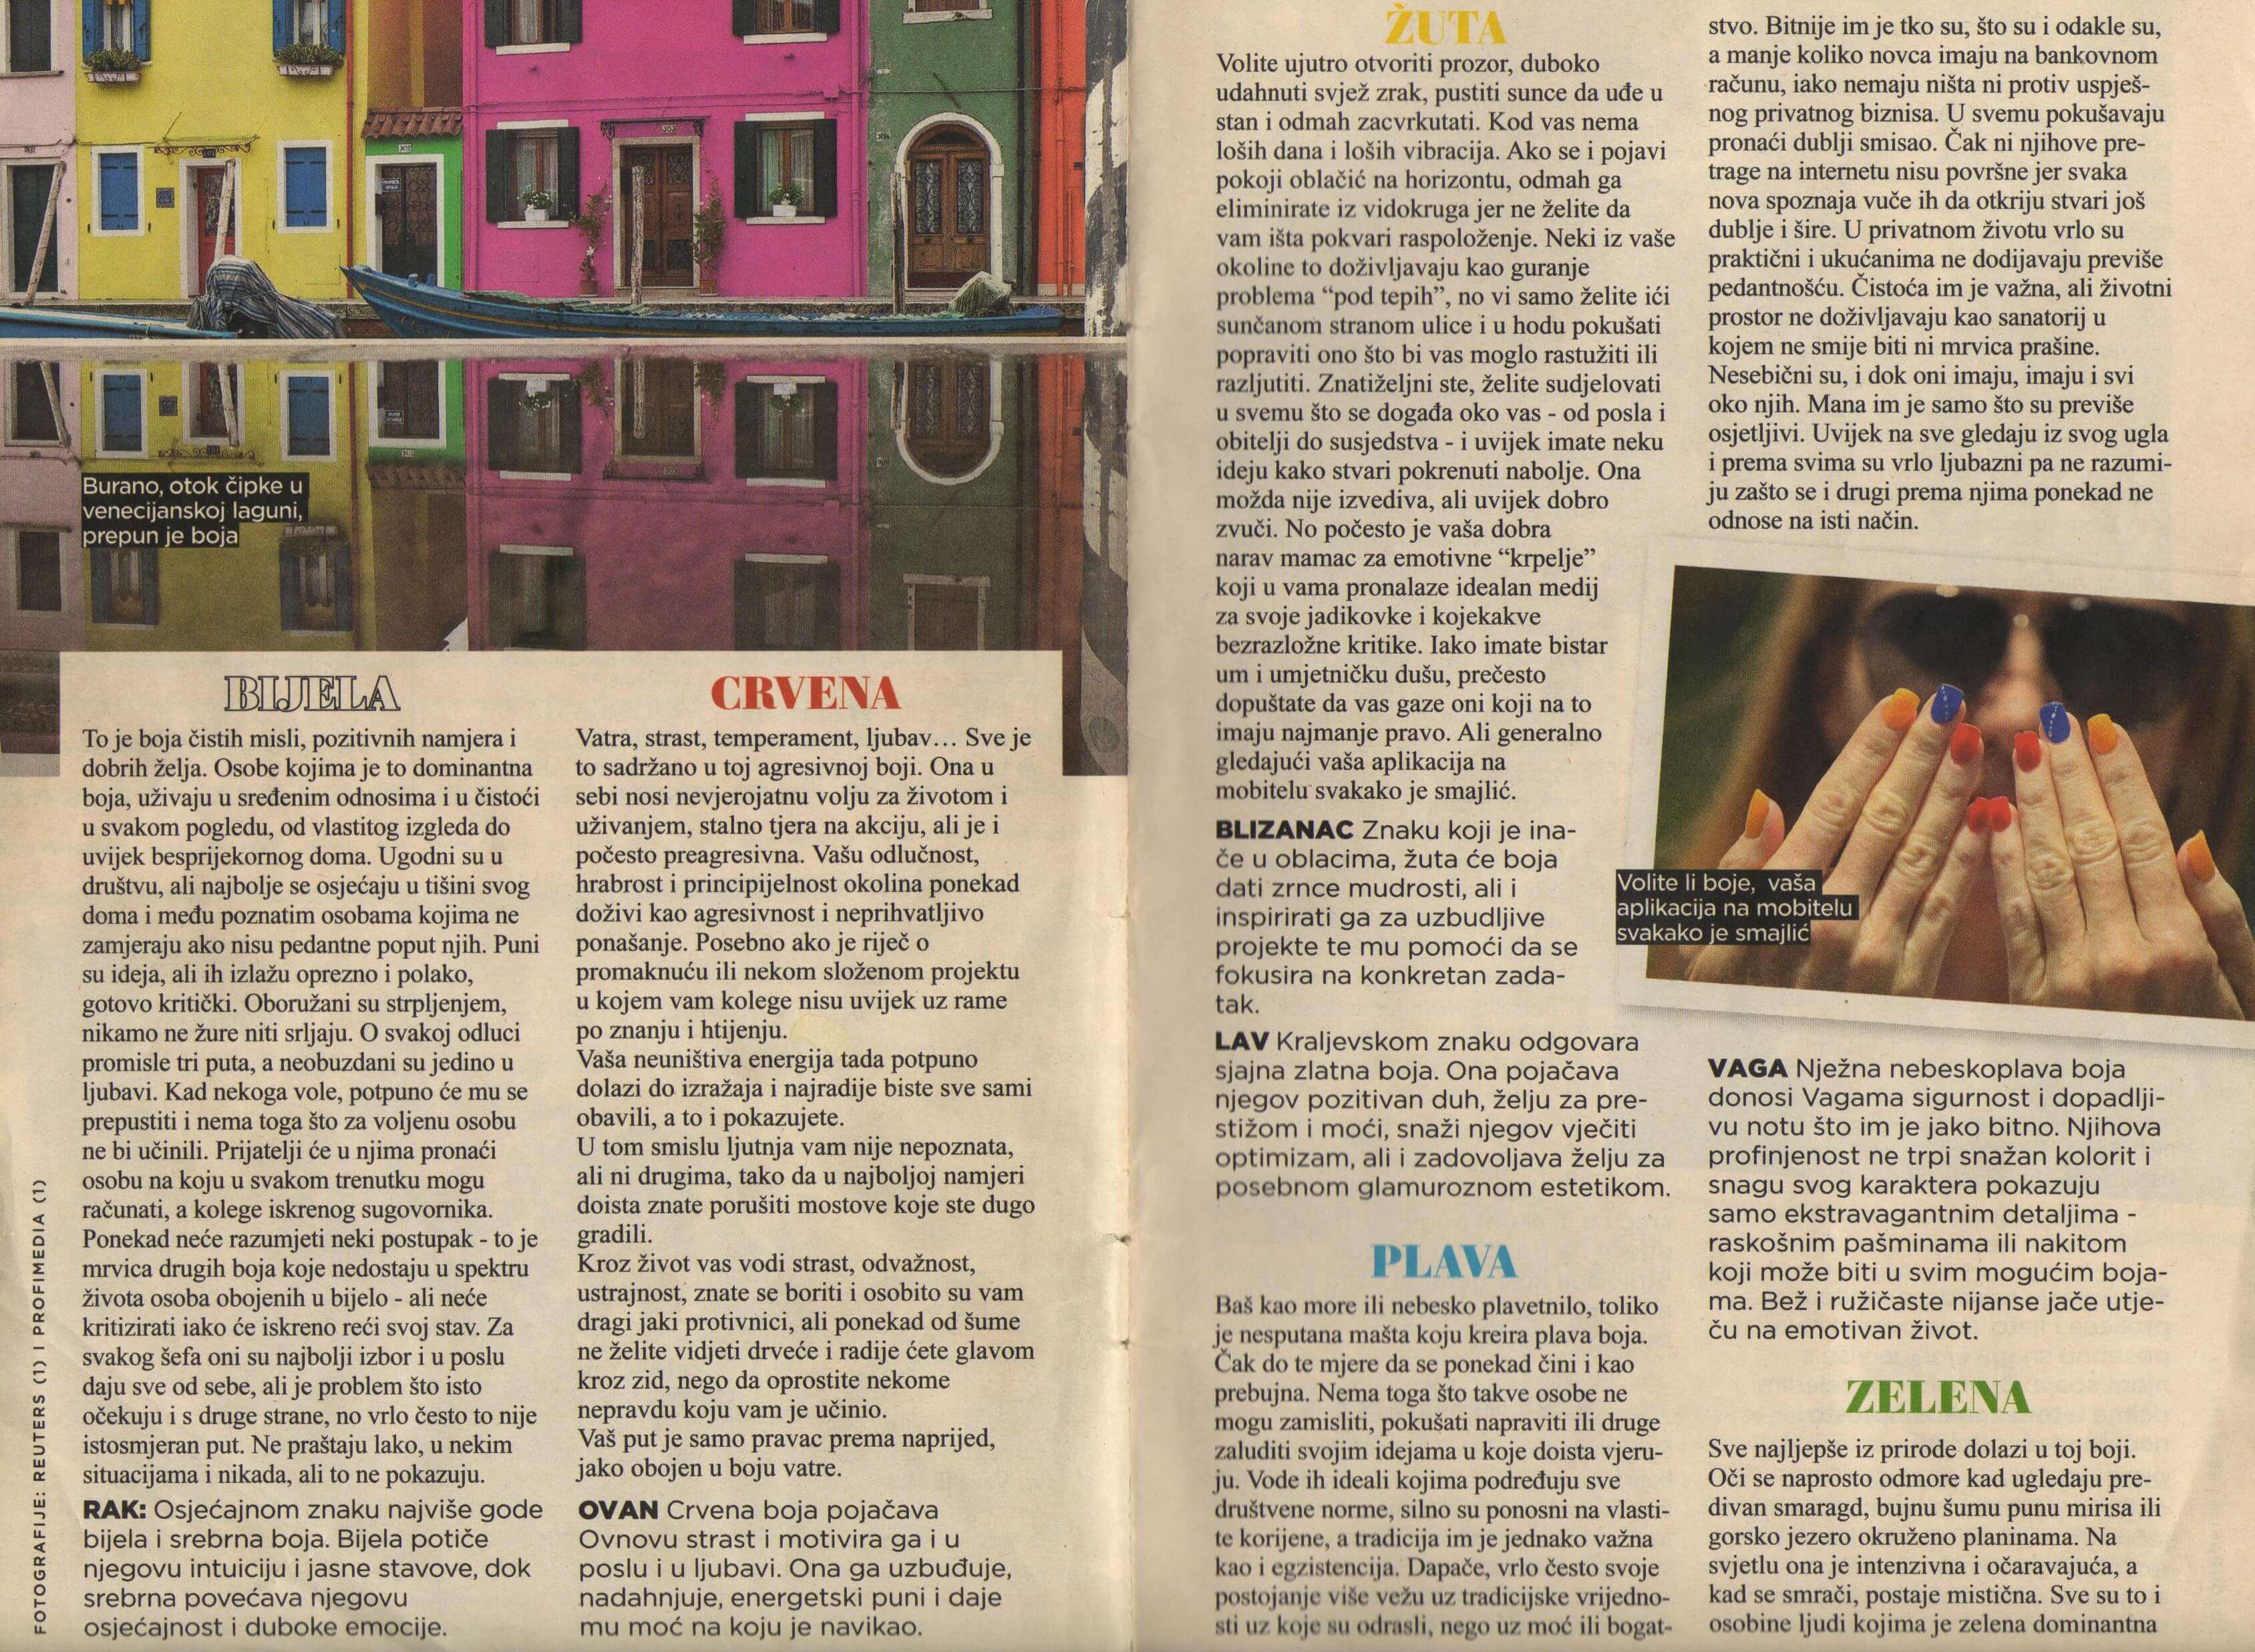 Burano, otok čipke u
venecijanskoj laguni,
prepun je boja
FOTOGRAFIJE: REUTERS (1) I PROFIMEDIA (1)
BIJELA
To je boja čistih misli, pozitivnih namjera i
dobrih želja. Osobe kojima je to dominantna
boja, uživaju u sređenim odnosima i u čistoći
u svakom pogledu, od vlastitog izgleda do
uvijek besprijekornog doma. Ugodni su u
društvu, ali najbolje se osjećaju u tišini svog
doma i među poznatim osobama kojima ne
zamjeraju ako nisu pedantne poput njih. Puni
su ideja, ali ih izlažu oprezno i polako,
gotovo kritički. Oboružani su strpljenjem,
nikamo ne žure niti srljaju. O svakoj odluci
promisle tri puta, a neobuzdani su jedino u
ljubavi. Kad nekoga vole, potpuno će mu se
prepustiti i nema toga što za voljenu osobu
ne bi učinili. Prijatelji će u njima pronaći
osobu na koju u svakom trenutku mogu
računati, a kolege iskrenog sugovornika.
Ponekad neće razumjeti neki postupak - to je
mrvica drugih boja koje nedostaju u spektru
života osoba obojenih u bijelo - ali neće
kritizirati iako će iskreno reći svoj stav. Za
svakog šefa oni su najbolji izbor i u poslu
daju sve od sebe, ali je problem što isto
očekuju i s druge strane, no vrlo često to nije
istosmjeran put. Ne praštaju lako, u nekim
situacijama i nikada, ali to ne pokazuju.
RAK: Osjećajnom znaku najviše gode
bijela i srebrna boja. Bijela potiče
njegovu intuiciju i jasne stavove, dok
srebrna povećava njegovu
osjećajnost i duboke emocije.
CRVENA
Vatra, strast, temperament, ljubav… Sve je
to sadržano u toj agresivnoj boji. Ona u
sebi nosi nevjerojatnu volju za životom i
uživanjem, stalno tjera na akciju, ali je i
počesto preagresivna. Vašu odlučnost,
hrabrost i principijelnost okolina ponekad
doživi kao agresivnost i neprihvatljivo
ponašanje. Posebno ako je riječ o
promaknuću ili nekom složenom projektu
u kojem vam kolege nisu uvijek uz rame
po znanju i htijenju.
Vaša neuništiva energija tada potpuno
dolazi do izražaja i najradije biste sve sami
obavili, a to i pokazujete.
U tom smislu ljutnja vam nije nepoznata,
ali ni drugima, tako da u najboljoj namjeri
doista znate porušiti mostove koje ste dugo
gradili.
Kroz život vas vodi strast, odvažnost,
ustrajnost, znate se boriti i osobito su vam
dragi jaki protivnici, ali ponekad od šume
ne želite vidjeti drveće i radije ćete glavom
kroz zid, nego da oprostite nekome
nepravdu koju vam je učinio.
Vaš put je samo pravac prema naprijed,
jako obojen u boju vatre.
OVAN Crvena boja pojačava
Ovnovu strast i motivira ga i u
poslu i u ljubavi. Ona ga uzbuđuje,
nadahnjuje, energetski puni i daje
mu moć na koju je navikao.
ŽUTA
Volite ujutro otvoriti prozor, duboko
udahnuti svjež zrak, pustiti sunce da uđe u
stan i odmah zacvrkutati. Kod vas nema
loših dana i loših vibracija. Ako se i pojavi
pokoji oblačić na horizontu, odmah ga
eliminirate iz vidokruga jer ne želite da
vam išta pokvari raspoloženje. Neki iz vaše
okoline to doživljavaju kao guranje
problema “pod tepih”, no vi samo želite ići
sunčanom stranom ulice i u hodu pokušati
popraviti ono što bi vas moglo rastužiti ili
razljutiti. Znatiželjni ste, želite sudjelovati
u svemu što se događa oko vas - od posla i
obitelji do susjedstva - i uvijek imate neku
ideju kako stvari pokrenuti nabolje. Ona
možda nije izvediva, ali uvijek dobro
zvuči. No počesto je vaša dobra
narav mamac za emotivne “krpelje”
koji u vama pronalaze idealan medij
za svoje jadikovke i kojekakve
bezrazložne kritike. Iako imate bistar
um i umjetničku dušu, prečesto
dopuštate da vas gaze oni koji na to
imaju najmanje pravo. Ali generalno
gledajući vaša aplikacija na
mobitelu svakako je smajlić.
BLIZANAC Znaku koji je ina-
če u oblacima, žuta će boja
dati zrnce mudrosti, ali i
inspirirati ga za uzbudljive
projekte te mu pomoći da se
fokusira na konkretan zada-
tak.
LAV Kraljevskom znaku odgovara
sjajna zlatna boja. Ona pojačava
njegov pozitivan duh, želju za pre-
stižom i moći, snaži njegov vječiti
optimizam, ali i zadovoljava želju za
posebnom glamuroznom estetikom.
PLAVA
Baš kao more ili nebesko plavetnilo, toliko
je nesputana mašta koju kreira plava boja.
Čak do te mjere da se ponekad čini i kao
prebujna. Nema toga što takve osobe ne
mogu zamisliti, pokušati napraviti ili druge
zaluditi svojim idejama u koje doista vjeru-
ju. Vode ih ideali kojima podređuju sve
društvene norme, silno su ponosni na vlasti-
te korijene, a tradicija im je jednako važna
kao i egzistencija. Dapače, vrlo često svoje
postojanje više vežu uz tradicijske vrijedno-
sti uz koje su odrasli, nego uz moć ili bogat-
stvo. Bitnije im je tko su, što su i odakle su,
a manje koliko novca imaju na bankovnom
računu, iako nemaju ništa ni protiv uspješ-
nog privatnog biznisa. U svemu pokušavaju
pronaći dublji smisao. Čak ni njihove pre-
trage na internetu nisu površne jer svaka
nova spoznaja vuče ih da otkriju stvari još
dublje i šire. U privatnom životu vrlo su
praktični i ukućanima ne dodijavaju previše
pedantnošću. Čistoća im je važna, ali životni
prostor ne doživljavaju kao sanatorij u
kojem ne smije biti ni mrvica prašine.
Nesebični su, i dok oni imaju, imaju i svi
oko njih. Mana im je samo što su previše
osjetljivi. Uvijek na sve gledaju iz svog ugla
i prema svima su vrlo ljubazni pa ne razumi-
ju zašto se i drugi prema njima ponekad ne
odnose na isti način.
Volite li boje, vaša
aplikacija na mobitelu
svakako je smajlić
VAGA Nježna nebeskoplava boja
donosi Vagama sigurnost i dopadlji-
vu notu što im je jako bitno. Njihova
profinjenost ne trpi snažan kolorit i
snagu svog karaktera pokazuju
samo ekstravagantnim detaljima -
raskošnim pašminama ili nakitom
koji može biti u svim mogućim boja-
ma. Bež i ružičaste nijanse jače utje-
ču na emotivan život.
ZELENA
Sve najljepše iz prirode dolazi u toj boji.
Oči se naprosto odmore kad ugledaju pre-
divan smaragd, bujnu šumu punu mirisa ili
gorsko jezero okruženo planinama. Na
svjetlu ona je intenzivna i očaravajuća, a
kad se smrači, postaje mistična. Sve su to i
osobine ljudi kojima je zelena dominantna